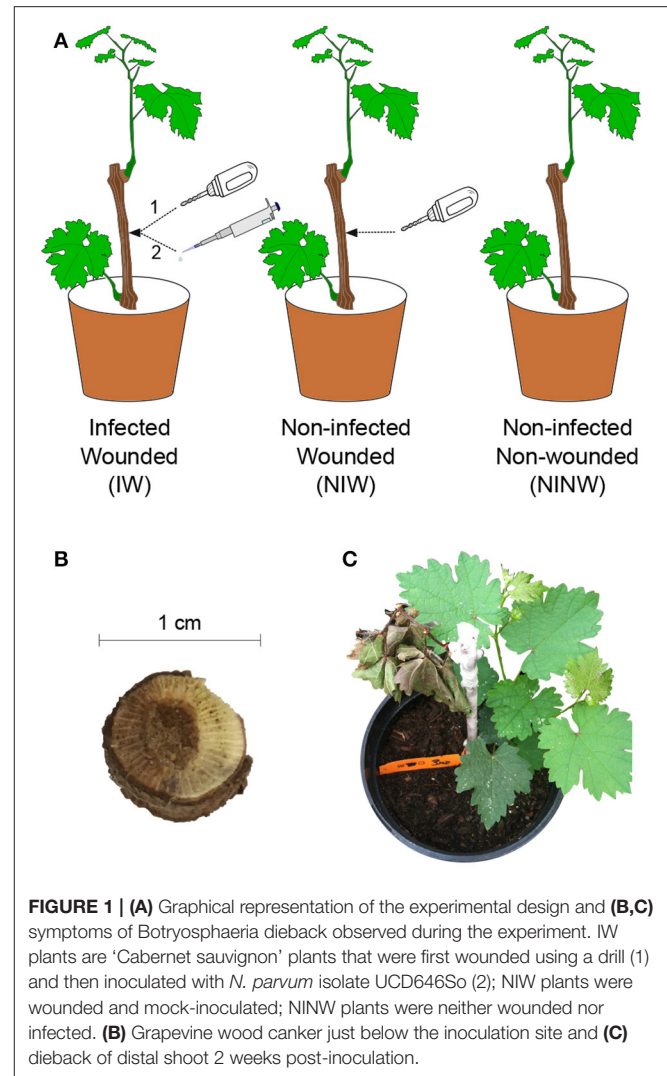 A
1
2
Infected
Wounded
(IW)
Non-infected
Wounded
(NIW)
Non-infected
Non-wounded
(NINW)
B
1 cm
C
FIGURE 1 | (A) Graphical representation of the experimental design and (B,C)
symptoms of Botryosphaeria dieback observed during the experiment. IW
plants are ‘Cabernet sauvignon’ plants that were first wounded using a drill (1)
and then inoculated with N. parvum isolate UCD646So (2); NIW plants were
wounded and mock-inoculated; NINW plants were neither wounded nor
infected. (B) Grapevine wood canker just below the inoculation site and (C)
dieback of distal shoot 2 weeks post-inoculation.